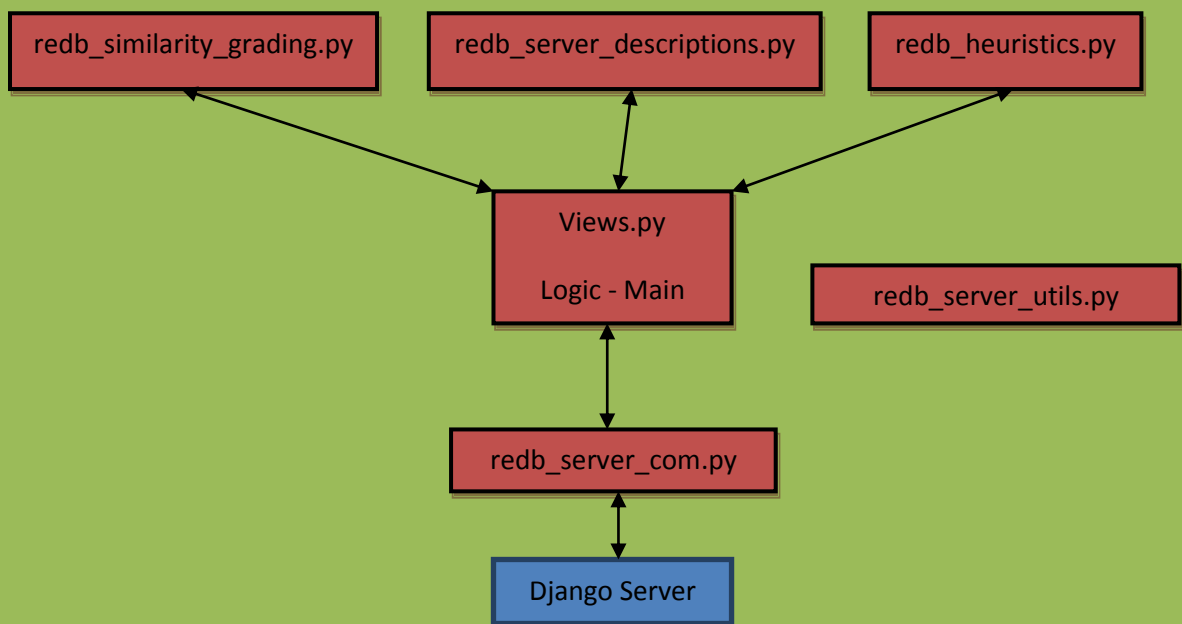 redb_similarity_grading.py
redb_server_descriptions.py
redb_heuristics.py
Views.py
Logic - Main
redb_server_utils.py
redb_server_com.py
Django Server